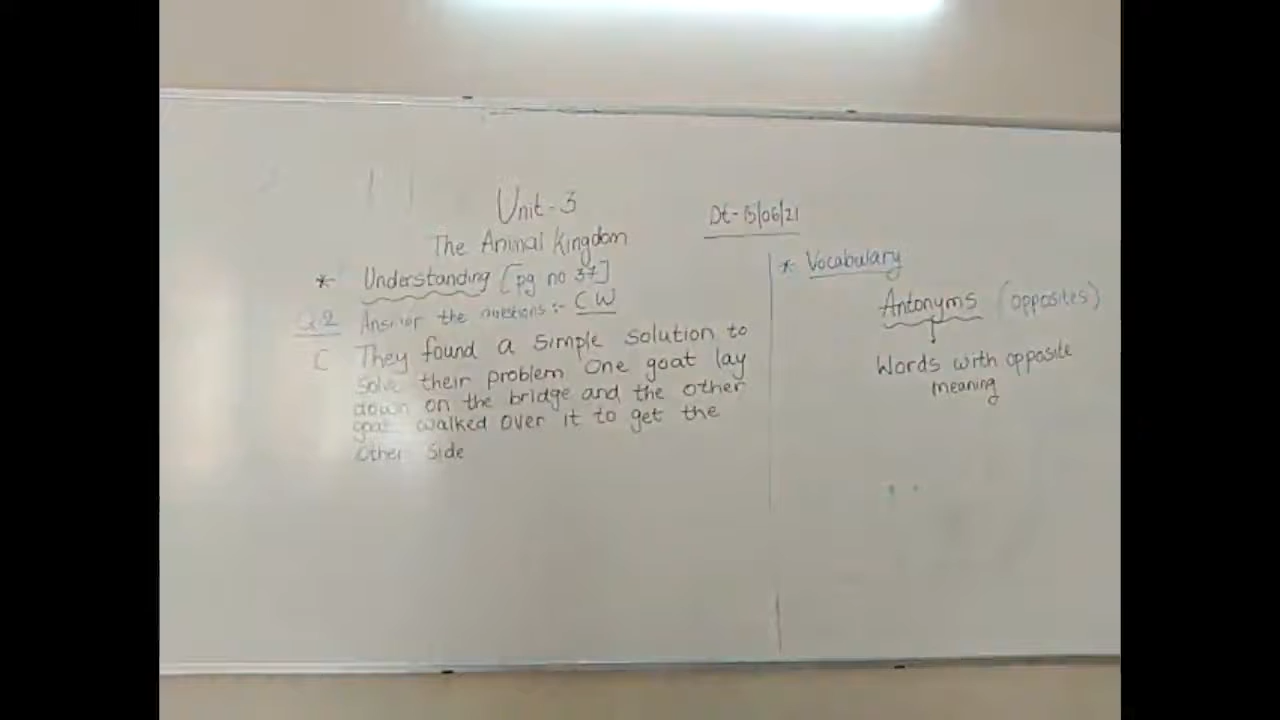 Unit-3
Dt-15/06/21
The Animal Kingdom
* Understanding [pg no 37]
Q2 Answer the questions:- CW
C They found a simple solution to
solve their problem One goat lay
down on the bridge and the other
goat walked over it to get the
other side
* Vocabulary
Antonyms (opposites)
Words with opposite
meaning